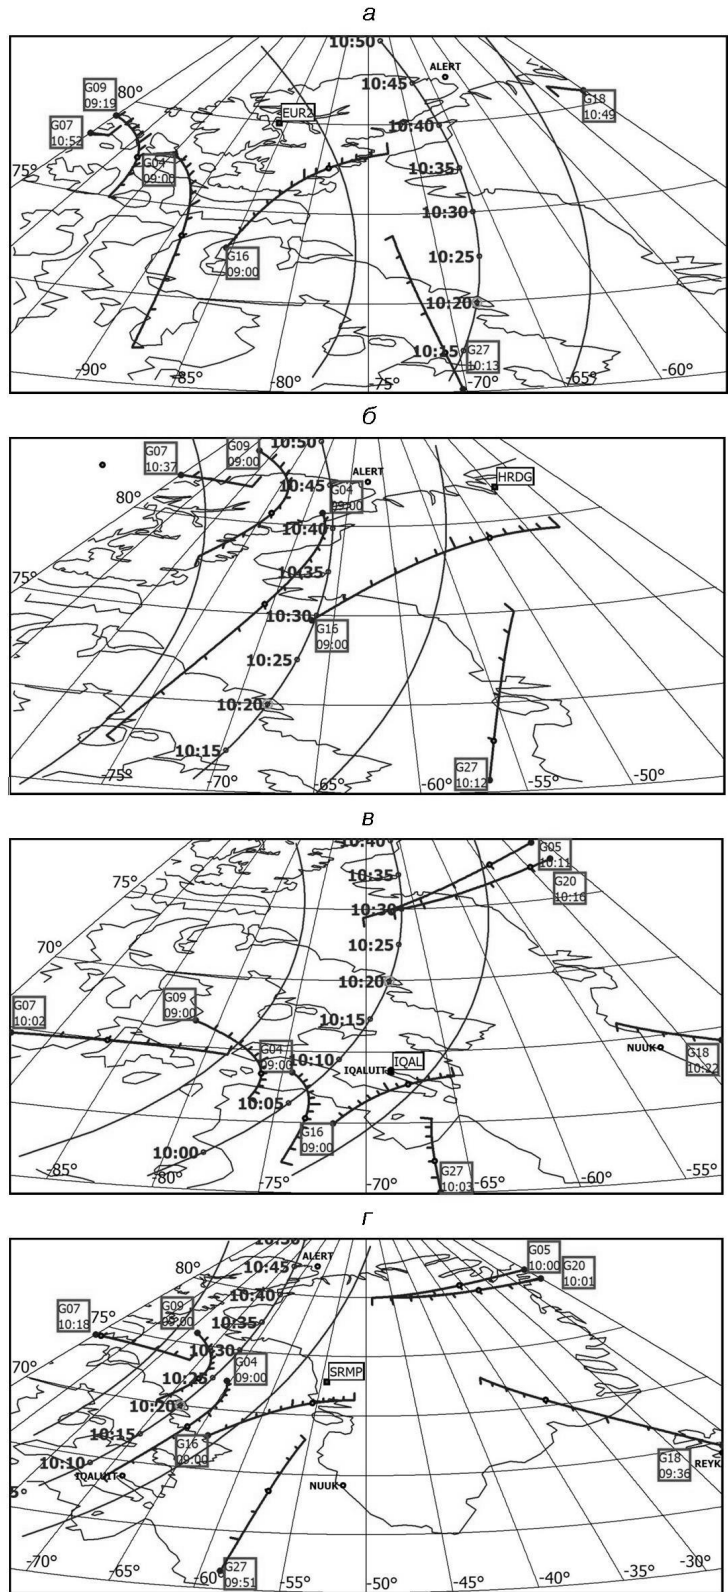 а
10:50
ALERT
10:45
G09
09:19
80°
G18
10:49
EUR2
G07
10:52
10:40
G04
09:00
10:35
75°
10:30
G16
09:00
10:25
10:20
10:15
G27
10:13
-90°
-85°
-80°
-75°
-70°
-65°
-60°
б
G07
10:37
G09
09:00
10:50
ALERT
HRDG
10:45
G04
09:00
80°
10:40
10:35
75°
10:30
G16
09:00
10:25
10:20
10:15
G27
10:12
-75°
-70°
-65°
-60°
-55°
-50°
в
10:40
G05
10:11
75°
10:35
G20
10:16
10:30
70°
10:25
10:20
G07
10:02
G09
09:00
10:15
G04
09:00
10:10
IQALUIT
IQAL
NUUK
G18
10:22
10:05
G16
09:00
10:00
G27
10:03
-85°
-80°
-75°
-70°
-65°
-60°
-55°
г
ALERT
G05
10:00
G20
10:01
80°
10:45
10:40
G07
10:18
75°
G09
09:00
10:35
10:30
G04
09:00
SRMP
70°
10:25
10:20
10:15
G16
09:00
10:10
IQALUIT
G18
09:36
REYK
NUUK
5°
G27
09:51
-70°
-65°
-60°
-55°
-50°
-45°
-40°
-35°
-30°